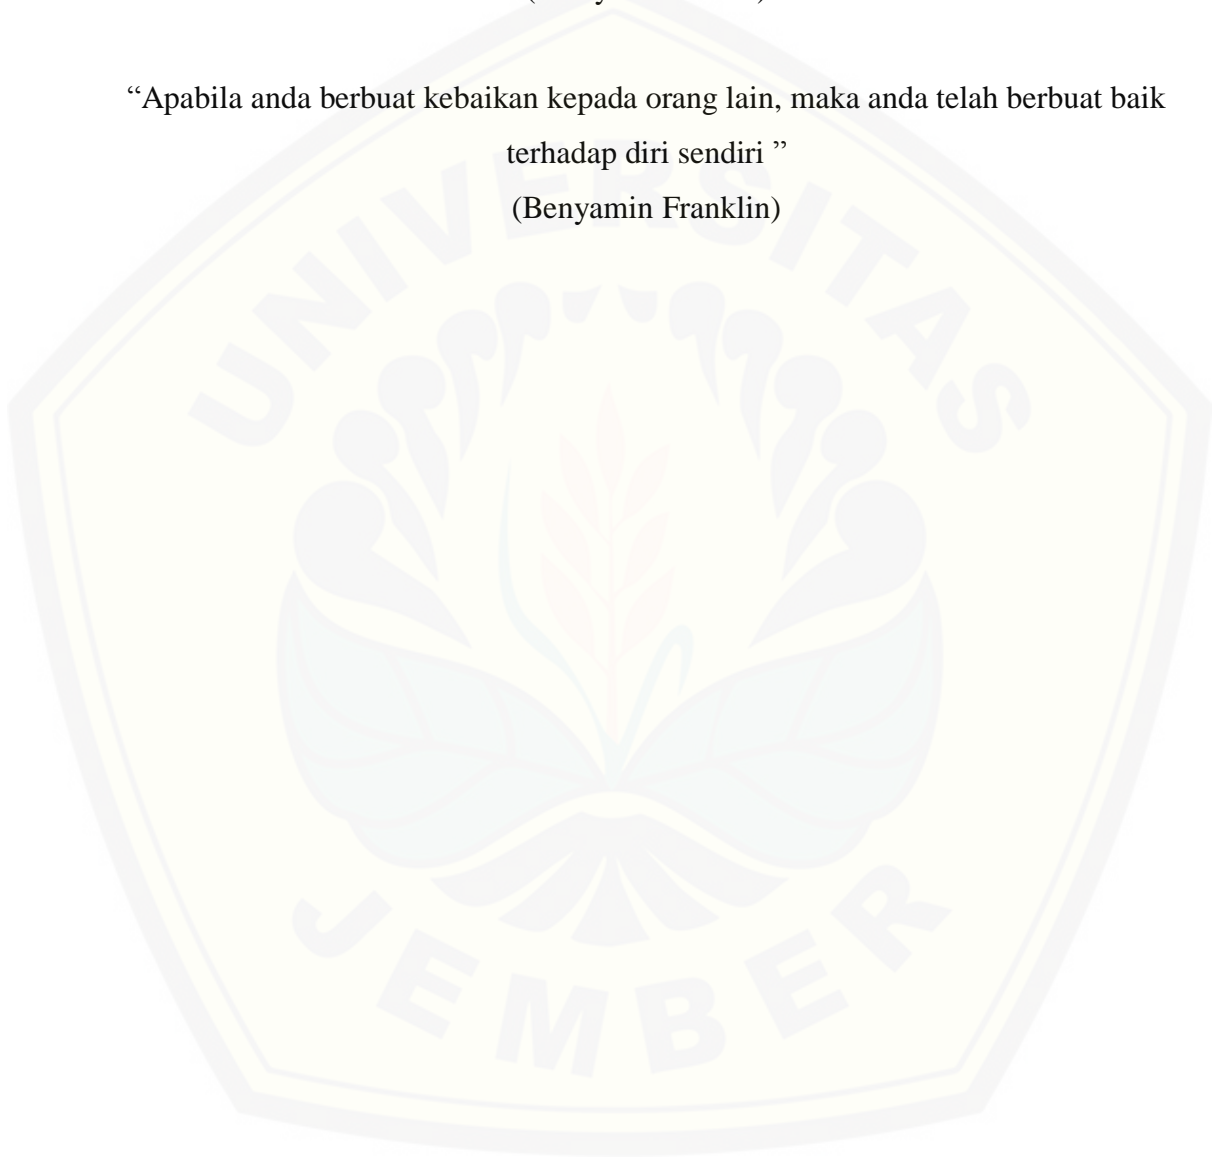 “Apabila anda berbuat kebaikan kepada orang lain, maka anda telah berbuat baik
terhadap diri sendiri ”
(Benyamin Franklin)
UNIVERSITAS
JEMBER